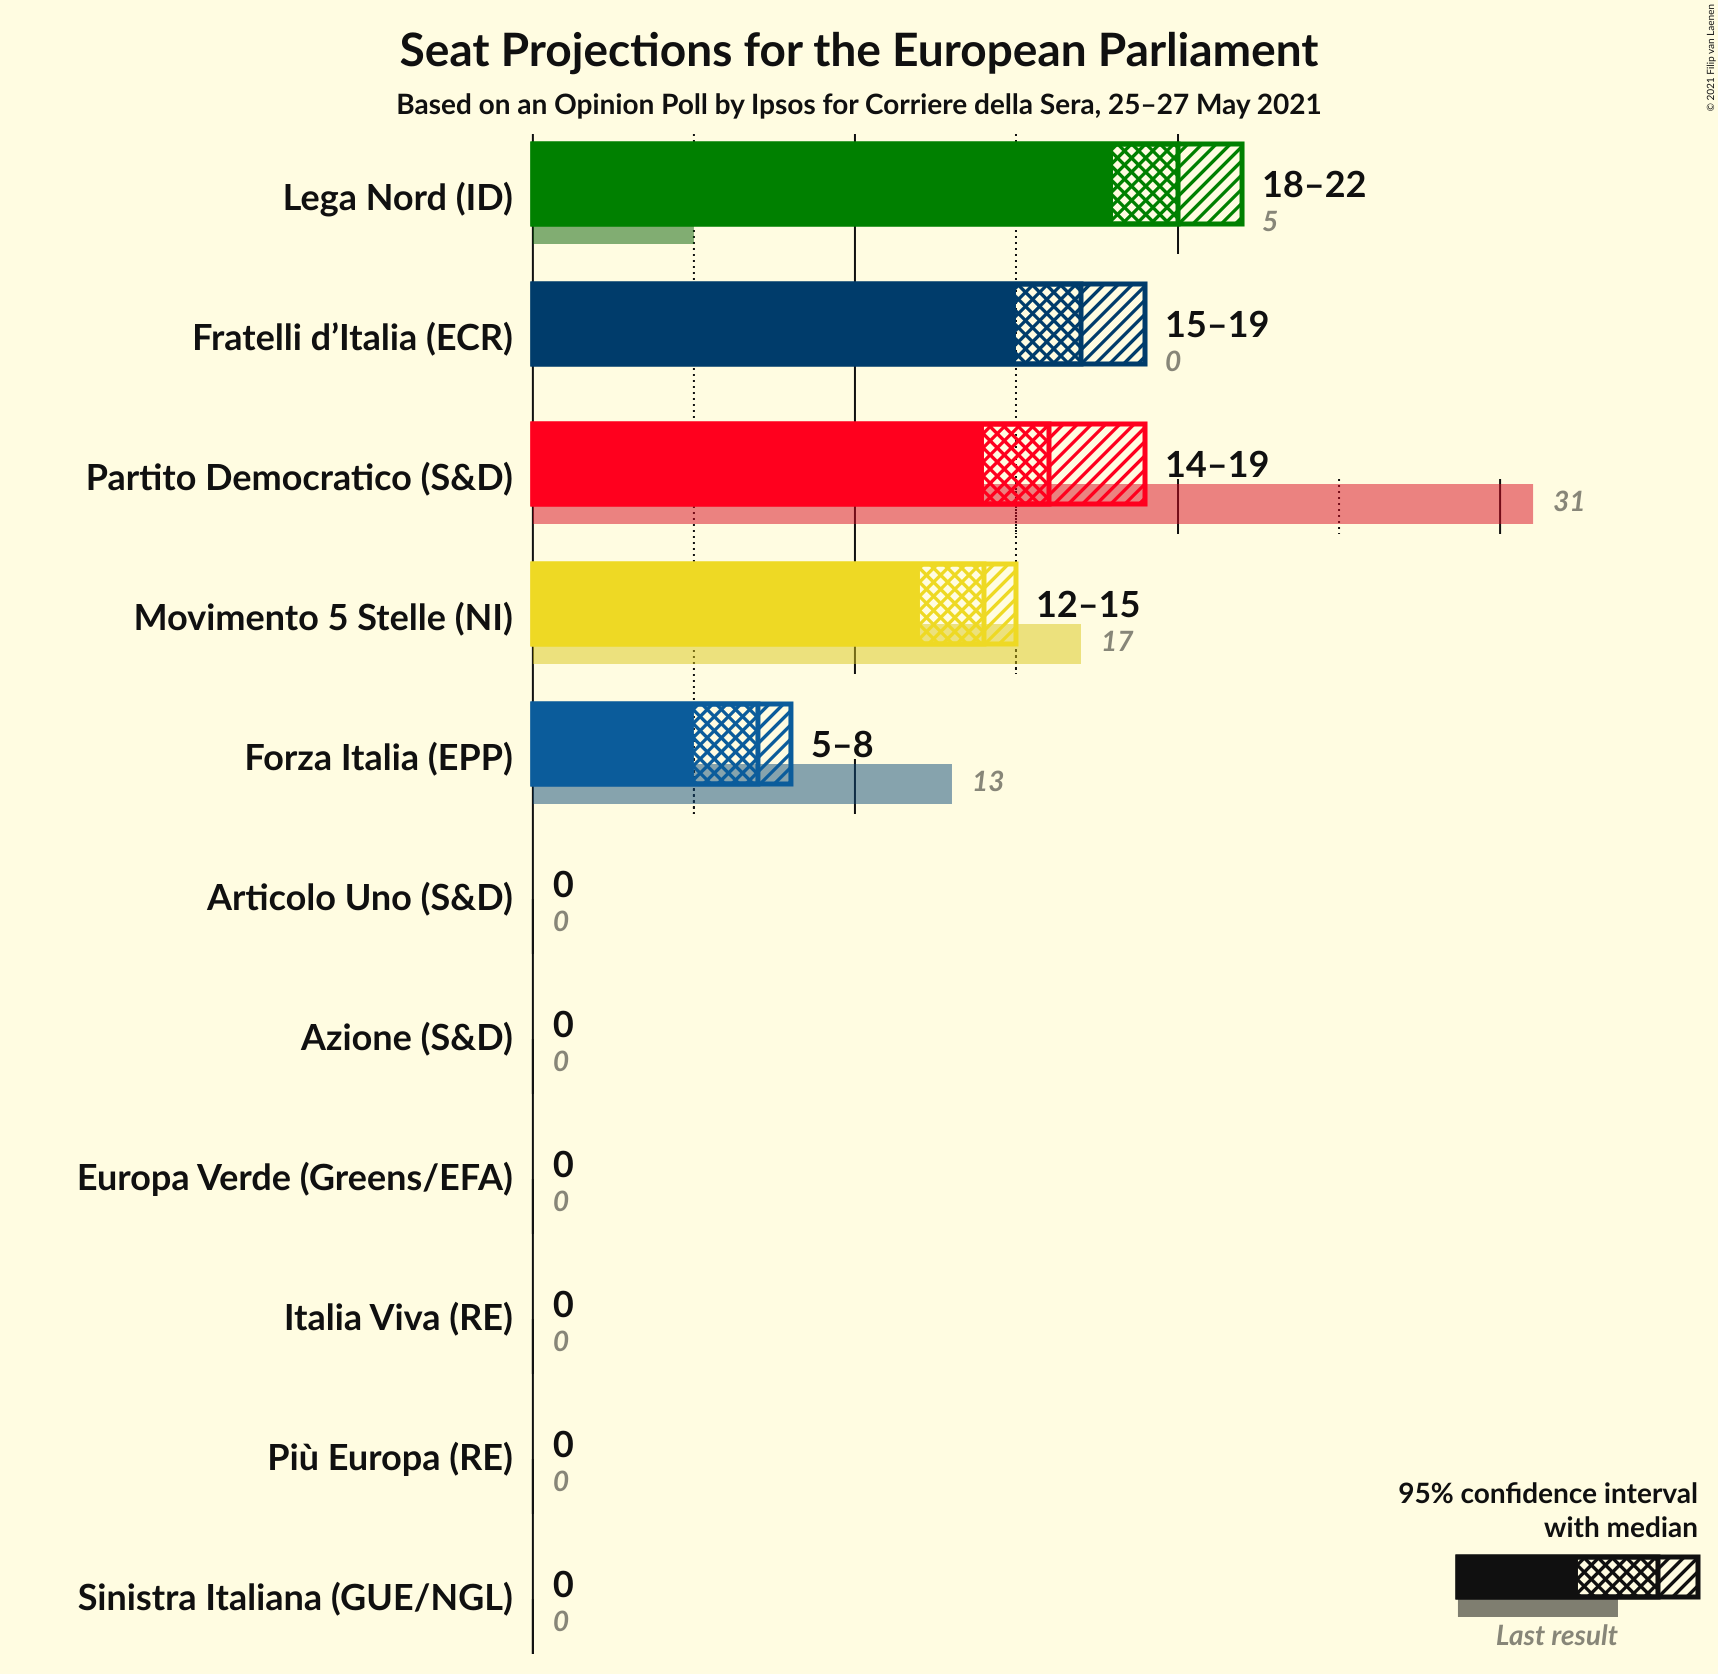 Seat Projections for the European Parliament
Based on an Opinion Poll by Ipsos for Corriere della Sera, 25–27 May 2021
© 2021 Filip van Laenen
Lega Nord (ID)
18–22
5
Fratelli d’Italia (ECR)
15–19
0
Partito Democratico (S&D)
14–19
31
Movimento 5 Stelle (NI)
12–15
17
Forza Italia (EPP)
5–8
13
Articolo Uno (S&D)
0
0
Azione (S&D)
0
0
Europa Verde (Greens/EFA)
0
0
Italia Viva (RE)
0
0
Più Europa (RE)
0
0
Sinistra Italiana (GUE/NGL)
0
0
95% confidence interval
with median
Last result